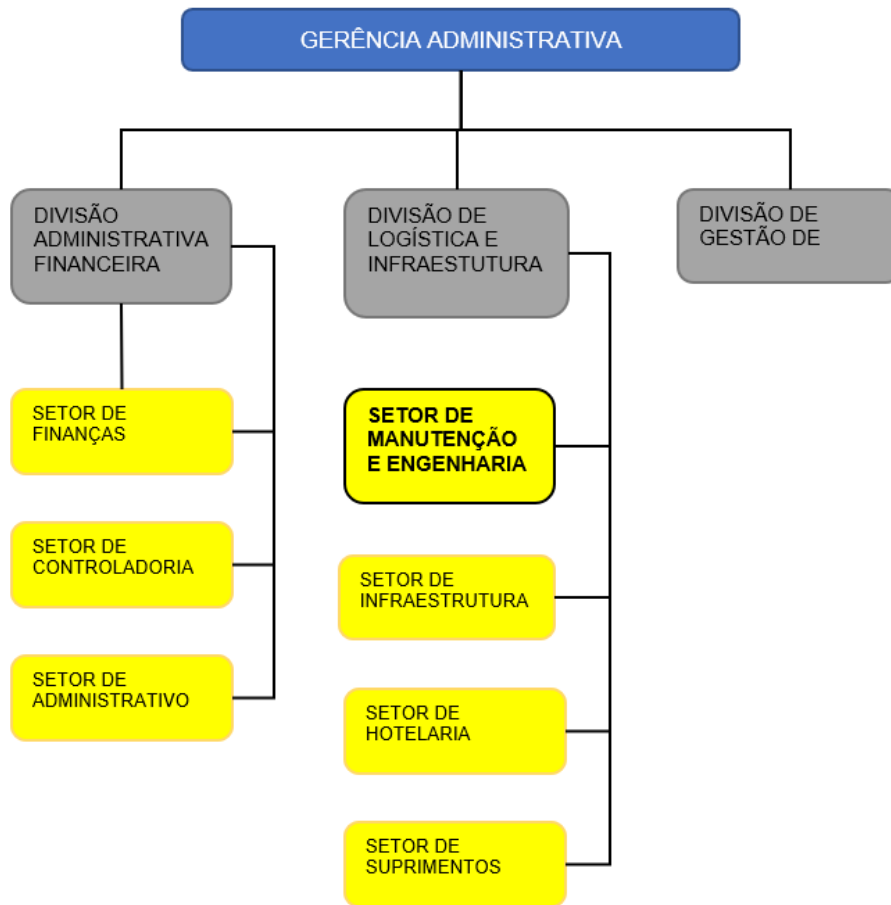 GERÊNCIA ADMINISTRATIVA
DIVISÃO
ADMINISTRATIVA
FINANCEIRA
DIVISÃO DE
LOGÍSTICA E
INFRAESTUTURA
DIVISÃO DE
GESTÃO DE
SETOR DE
FINANÇAS
SETOR DE
CONTROLADORIA
SETOR DE
ADMINISTRATIVO
SETOR DE
MANUTENÇÃO
E ENGENHARIA
SETOR DE
INFRAESTRUTURA
SETOR DE
HOTELARIA
SETOR DE
SUPRIMENTOS